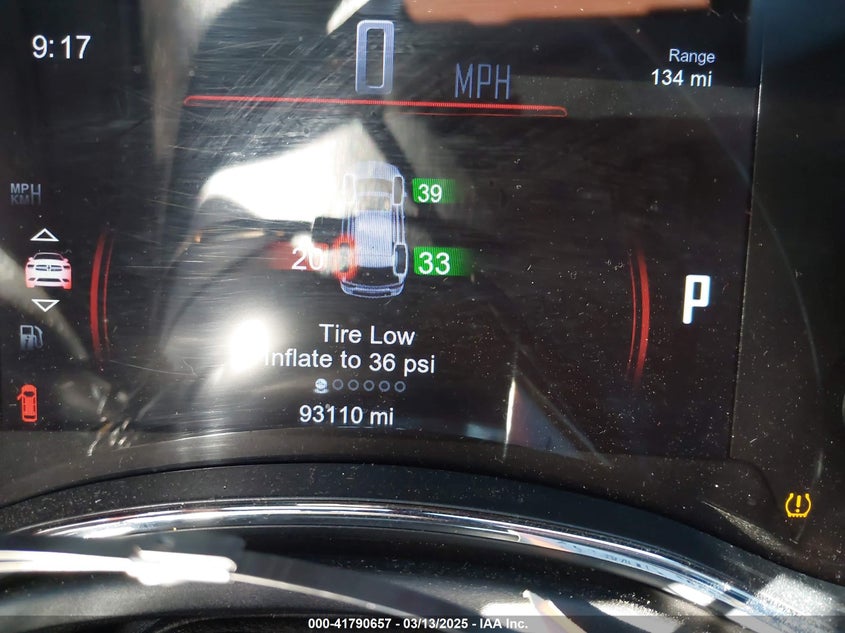 9:17
0
MPH
Range
134 mi
MPH
KM/H
39
20
33
P
Tire Low
Inflate to 36 psi
93110 mi
000-41790657 - 03/13/2025 - IAA Inc.